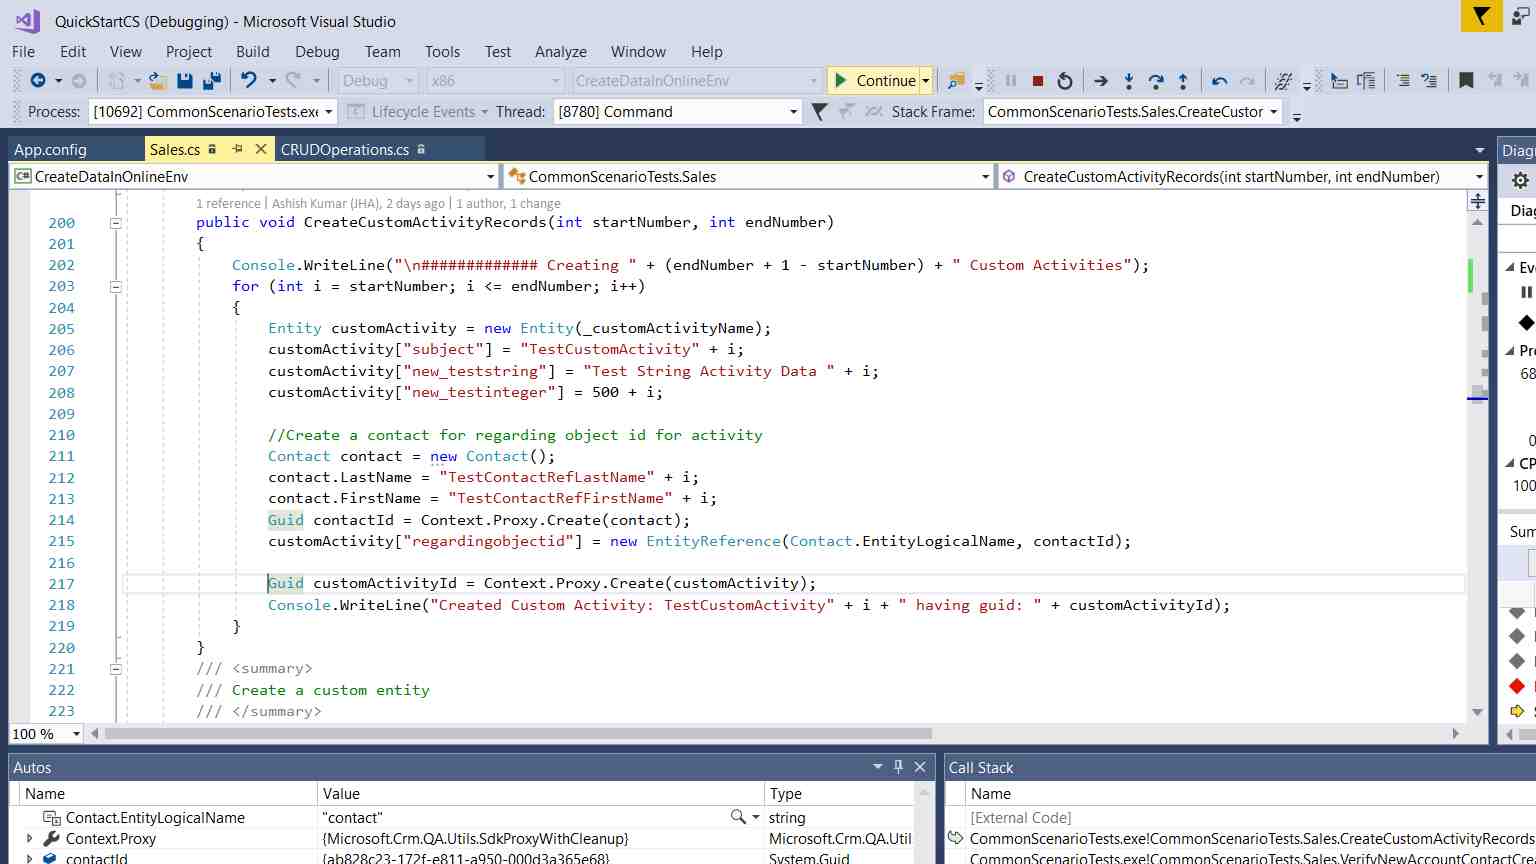 QuickStartCS (Debugging) - Microsoft Visual Studio
File Edit View Project Build Debug Team Tools Test Analyze Window Help
Debug x86 CreateDataInOnlineEnv Continue
Process: [10692] CommonScenarioTests.exe Lifecycle Events Thread: [8780] Command Stack Frame: CommonScenarioTests.Sales.CreateCustor
App.config Sales.cs CRUDOperations.cs
CreateDataInOnlineEnv CommonScenarioTests.Sales CreateCustomActivityRecords(int startNumber, int endNumber)
1 reference | Ashish Kumar (JHA), 2 days ago | 1 author, 1 change
200 public void CreateCustomActivityRecords(int startNumber, int endNumber)
201 {
202 Console.WriteLine("\n############# Creating " + (endNumber + 1 - startNumber) + " Custom Activities");
203 for (int i = startNumber; i <= endNumber; i++)
204 {
205 Entity customActivity = new Entity(_customActivityName);
206 customActivity["subject"] = "TestCustomActivity" + i;
207 customActivity["new_teststring"] = "Test String Activity Data " + i;
208 customActivity["new_testinteger"] = 500 + i;
209
210 //Create a contact for regarding object id for activity
211 Contact contact = new Contact();
212 contact.LastName = "TestContactRefLastName" + i;
213 contact.FirstName = "TestContactRefFirstName" + i;
214 Guid contactId = Context.Proxy.Create(contact);
215 customActivity["regardingobjectid"] = new EntityReference(Contact.EntityLogicalName, contactId);
216
217 Guid customActivityId = Context.Proxy.Create(customActivity);
218 Console.WriteLine("Created Custom Activity: TestCustomActivity" + i + " having guid: " + customActivityId);
219 }
220 }
221 /// <summary>
222 /// Create a custom entity
223 /// </summary>
100 %
Diagn
Diag
Eve
Pro
68
0
CP
100
Sum
Autos
Name Value Type
Contact.EntityLogicalName "contact" string
Context.Proxy {Microsoft.Crm.QA.Utils.SdkProxyWithCleanup} Microsoft.Crm.QA.Util
contactId {ab828c23-172f-e811-a950-000d3a365e68} System.Guid
Call Stack
Name
[External Code]
CommonScenarioTests.exe!CommonScenarioTests.Sales.CreateCustomActivityRecords
CommonScenarioTests.exe!CommonScenarioTests.Sales.VerifyNewAccountContactCre